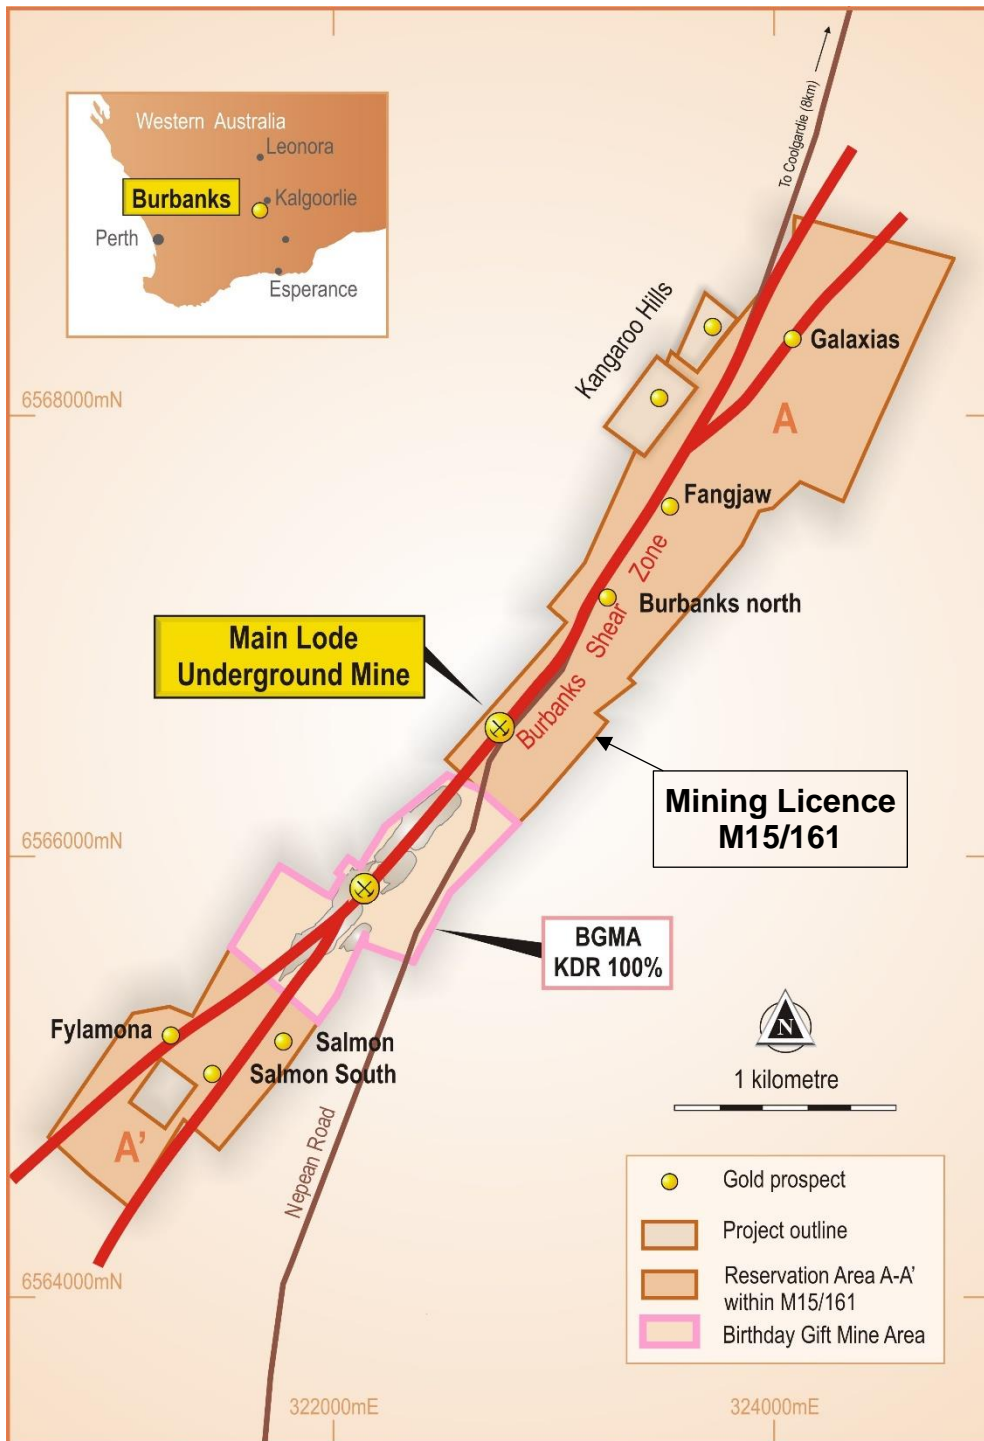 To Coolgardie (8km)
Western Australia
Leonora
Burbanks
Kalgoorlie
Perth
Esperance
Kangaroo Hills
Galaxias
6568000mN
A
Fangjaw
Burbanks north
Burbanks Shear Zone
Main Lode
Underground Mine
Mining Licence
M15/161
6566000mN
BGMA
KDR 100%
Fylamona
Salmon
Salmon South
N
1 kilometre
A’
Nepean Road
Gold prospect
Project outline
Reservation Area A-A’
within M15/161
Birthday Gift Mine Area
6564000mN
322000mE
324000mE